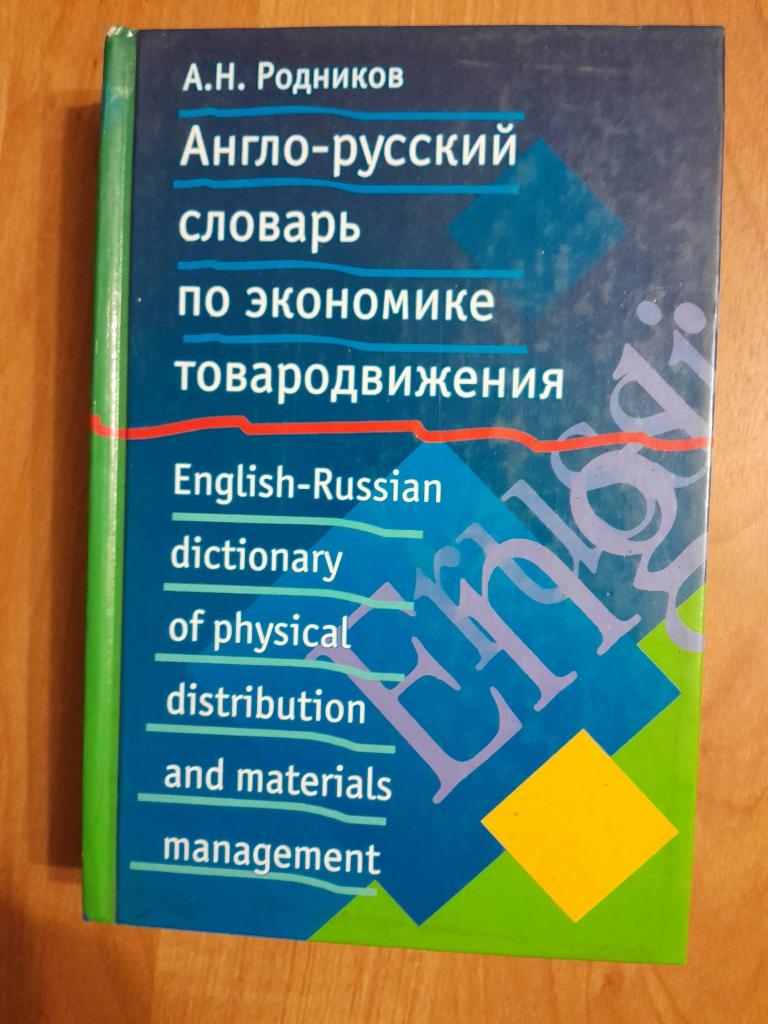 А.Н. Родников
Англо-русский
словарь
по экономике
товародвижения
English-Russian
dictionary
of physical
distribution
and materials
management